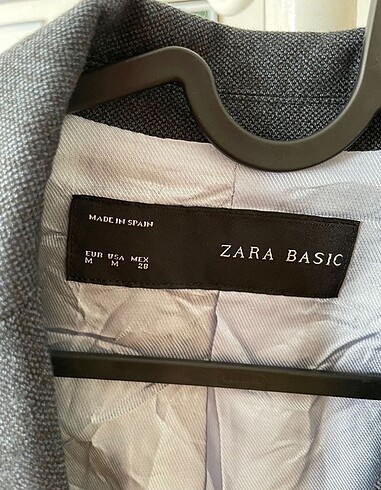 MADE IN SPAIN
EUR USA MEX
M M 28
ZARA BASIC